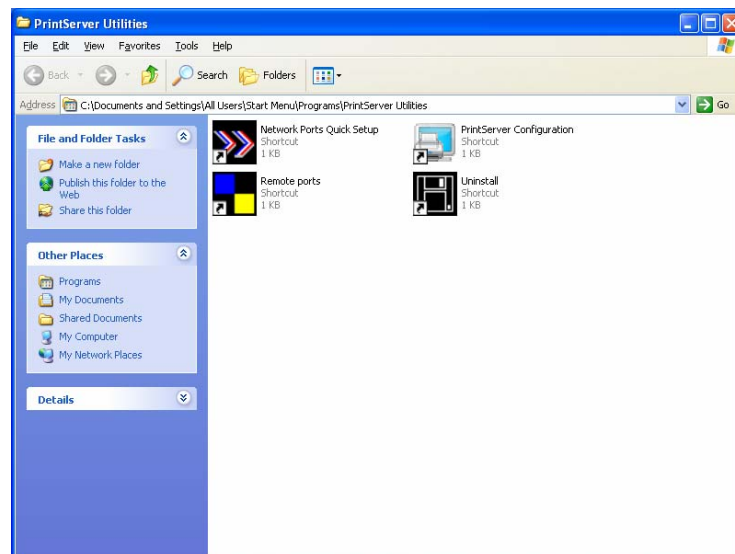 PrintServer Utilities
File Edit View Favorites Tools Help
Back Search Folders
Address C:\Documents and Settings\All Users\Start Menu\Programs\PrintServer Utilities Go
File and Folder Tasks
Make a new folder
Publish this folder to the
Web
Share this folder
Other Places
Programs
My Documents
Shared Documents
My Computer
My Network Places
Details
Network Ports Quick Setup
Shortcut
1 KB
PrintServer Configuration
Shortcut
1 KB
Remote ports
Shortcut
1 KB
Uninstall
Shortcut
1 KB